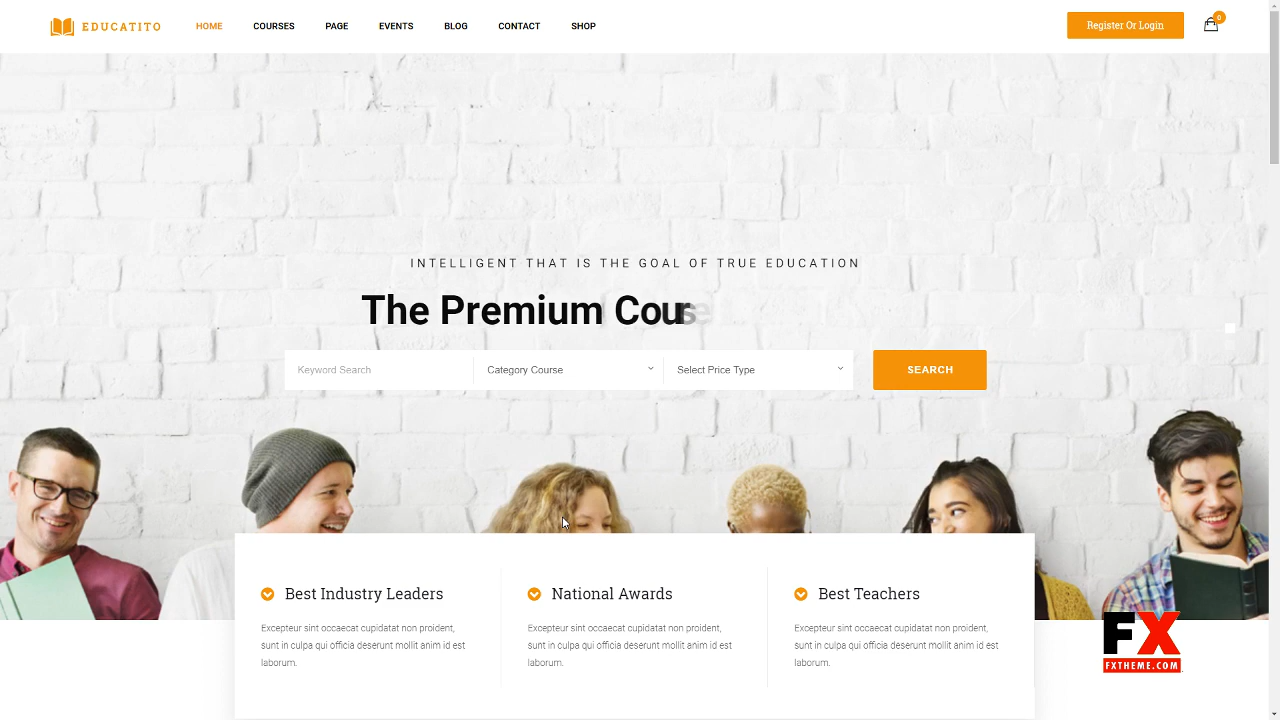 EDUCATITO HOME COURSES PAGE EVENTS BLOG CONTACT SHOP Register Or Login 0
INTELLIGENT THAT IS THE GOAL OF TRUE EDUCATION
The Premium Course
Keyword Search Category Course Select Price Type SEARCH
Best Industry Leaders
Excepteur sint occaecat cupidatat non proident,
sunt in culpa qui officia deserunt mollit anim id est
laborum.
National Awards
Excepteur sint occaecat cupidatat non proident,
sunt in culpa qui officia deserunt mollit anim id est
laborum.
Best Teachers
Excepteur sint occaecat cupidatat non proident,
sunt in culpa qui officia deserunt mollit anim id est
laborum.
FX
FXTHEME.COM